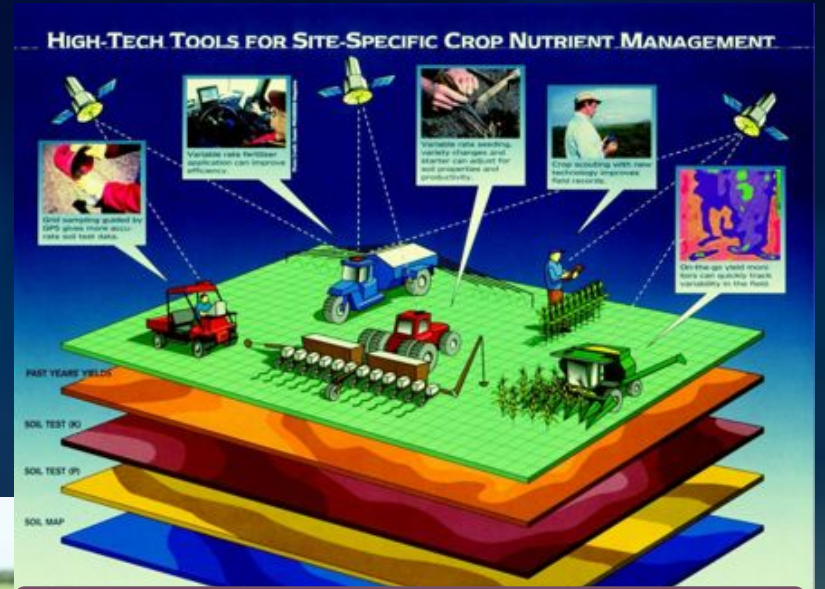 HIGH-TECH TOOLS FOR SITE-SPECIFIC CROP NUTRIENT MANAGEMENT
Grid sampling guided by
GPS gives more accu-
rate soil test data.
Variable rate fertilizer
application can improve
efficiency.
Variable rate seeding,
variety changes and
starter can adjust for
soil properties and
productivity.
Crop scouting with new
technology improves
field records.
On-the-go yield moni-
tors can quickly track
variability in the field.
PAST YEARS' YIELDS
SOIL TEST (K)
SOIL TEST (P)
SOIL MAP